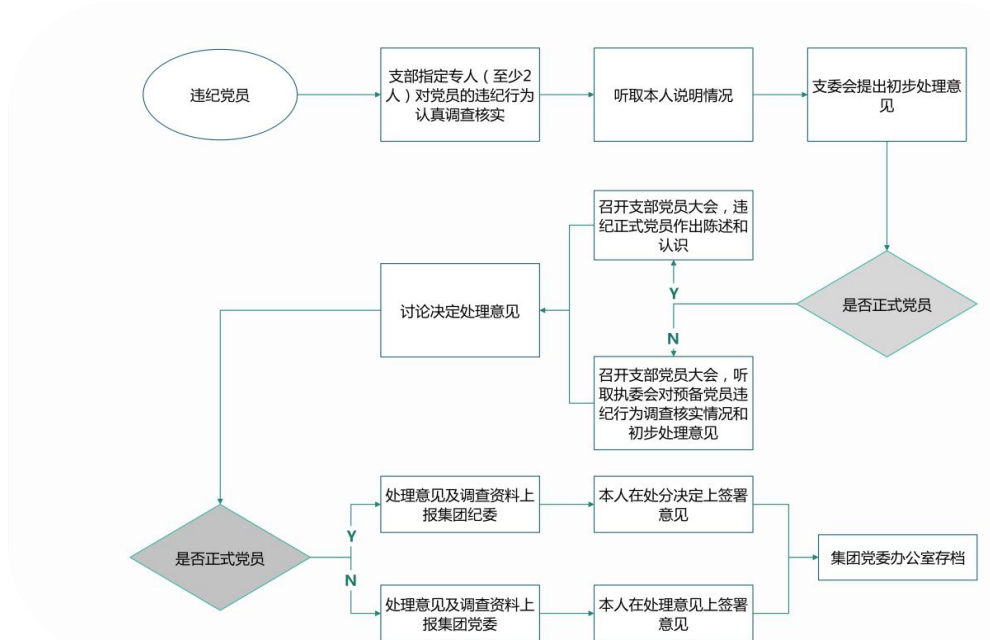 违纪党员
支部指定专人（至少2
人）对党员的违纪行为
认真调查核实
听取本人说明情况
支委会提出初步处理意
见
召开支部党员大会，违
纪正式党员作出陈述和
认识
讨论决定处理意见
Y
是否正式党员
N
召开支部党员大会，听
取执委会对预备党员违
纪行为调查核实情况和
初步处理意见
处理意见及调查资料上
报集团纪委
本人在处分决定上签署
意见
是否正式党员
Y
N
集团党委办公室存档
处理意见及调查资料上
报集团党委
本人在处理意见上签署
意见